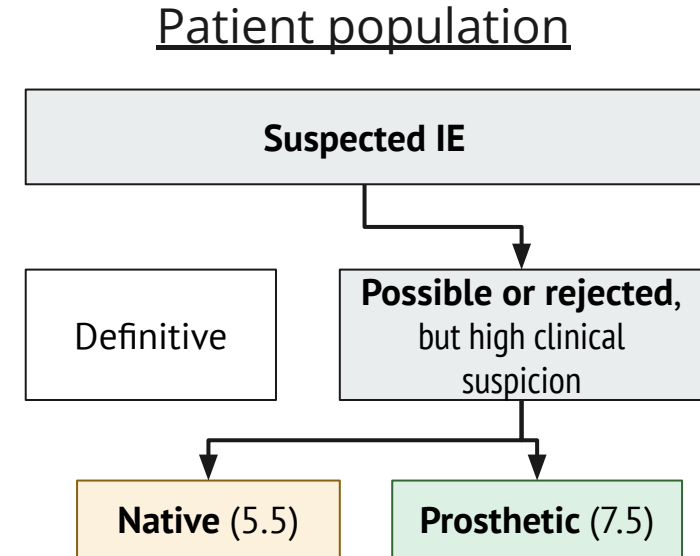 Patient population
Suspected IE
Definitive
Possible or rejected,
but high clinical
suspicion
Native (5.5)
Prosthetic (7.5)